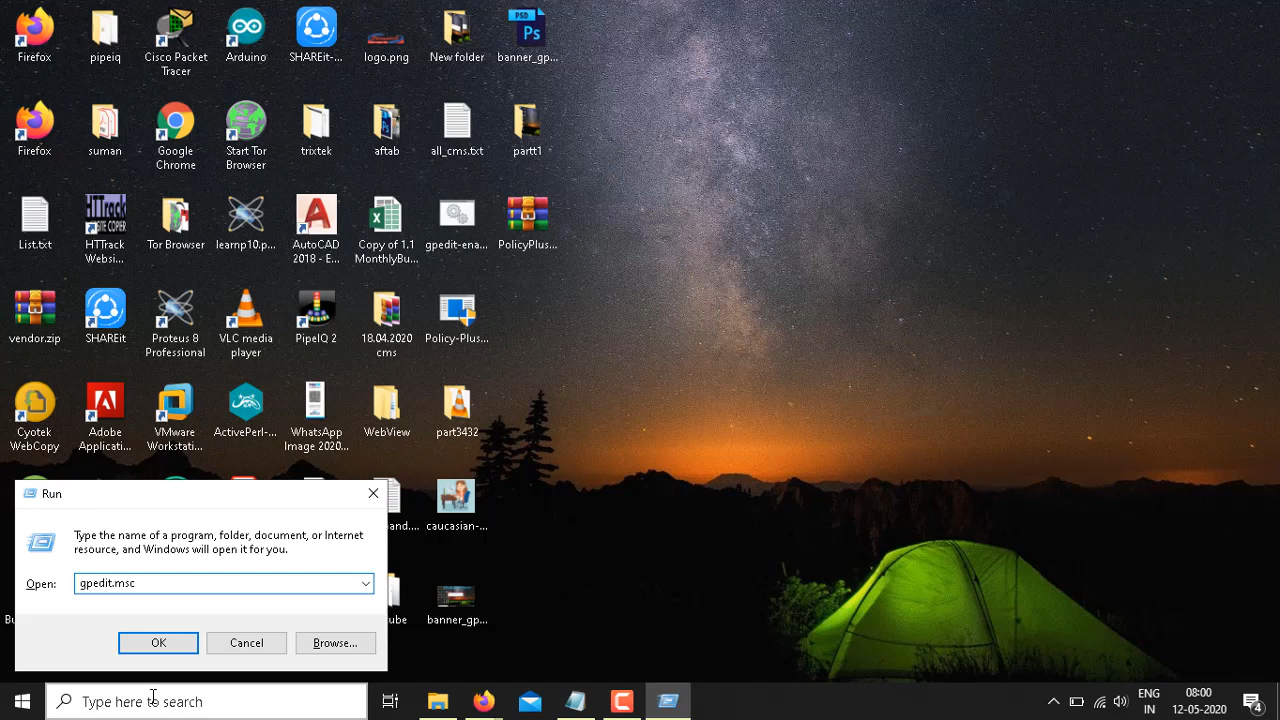 Firefox
pipeiq
Cisco Packet
Tracer
Arduino
SHAREit-...
logo.png
New folder
PSD
Ps
banner_gp...
Firefox
suman
Google
Chrome
Start Tor
Browser
trixtek
aftab
all_cms.txt
partt1
List.txt
HTTrack
Websi...
Tor Browser
learnp10.p...
AutoCAD
2018 - E...
Copy of 1.1
MonthlyBu...
gpedit-ena...
PolicyPlus...
vendor.zip
SHAREit
Proteus 8
Professional
VLC media
player
PipeIQ 2
18.04.2020
cms
Policy-Plus...
Cyotek
WebCopy
Adobe
Applicati...
VMware
Workstati...
ActivePerl-...
WhatsApp
Image 2020...
WebView
part3432
caucasian-...
banner_gp...
Run
Type the name of a program, folder, document, or Internet
resource, and Windows will open it for you.
Open:
gpedit.msc
OK
Cancel
Browse...
Type here to search
ENG
IN
08:00
12-05-2020
4